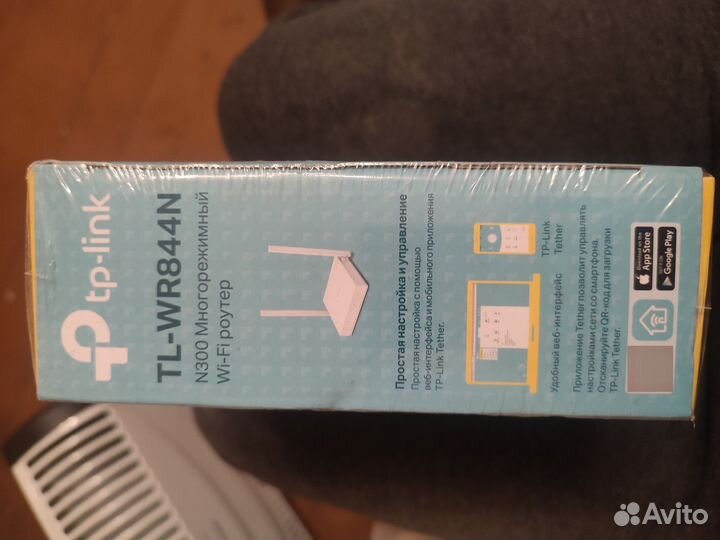 tp-link
TL-WR844N
N300 Многорежимный
Wi-Fi роутер
Простая настройка и управление
Простая настройка с помощью
веб-интерфейса и мобильного приложения
TP-Link Tether.
TP-Link
Tether
Удобный веб-интерфейс
Приложение Tether позволит управлять
настройками сети со смартфона.
Отсканируйте QR-код для загрузки
TP-Link Tether.
App Store
Google Play
Avito